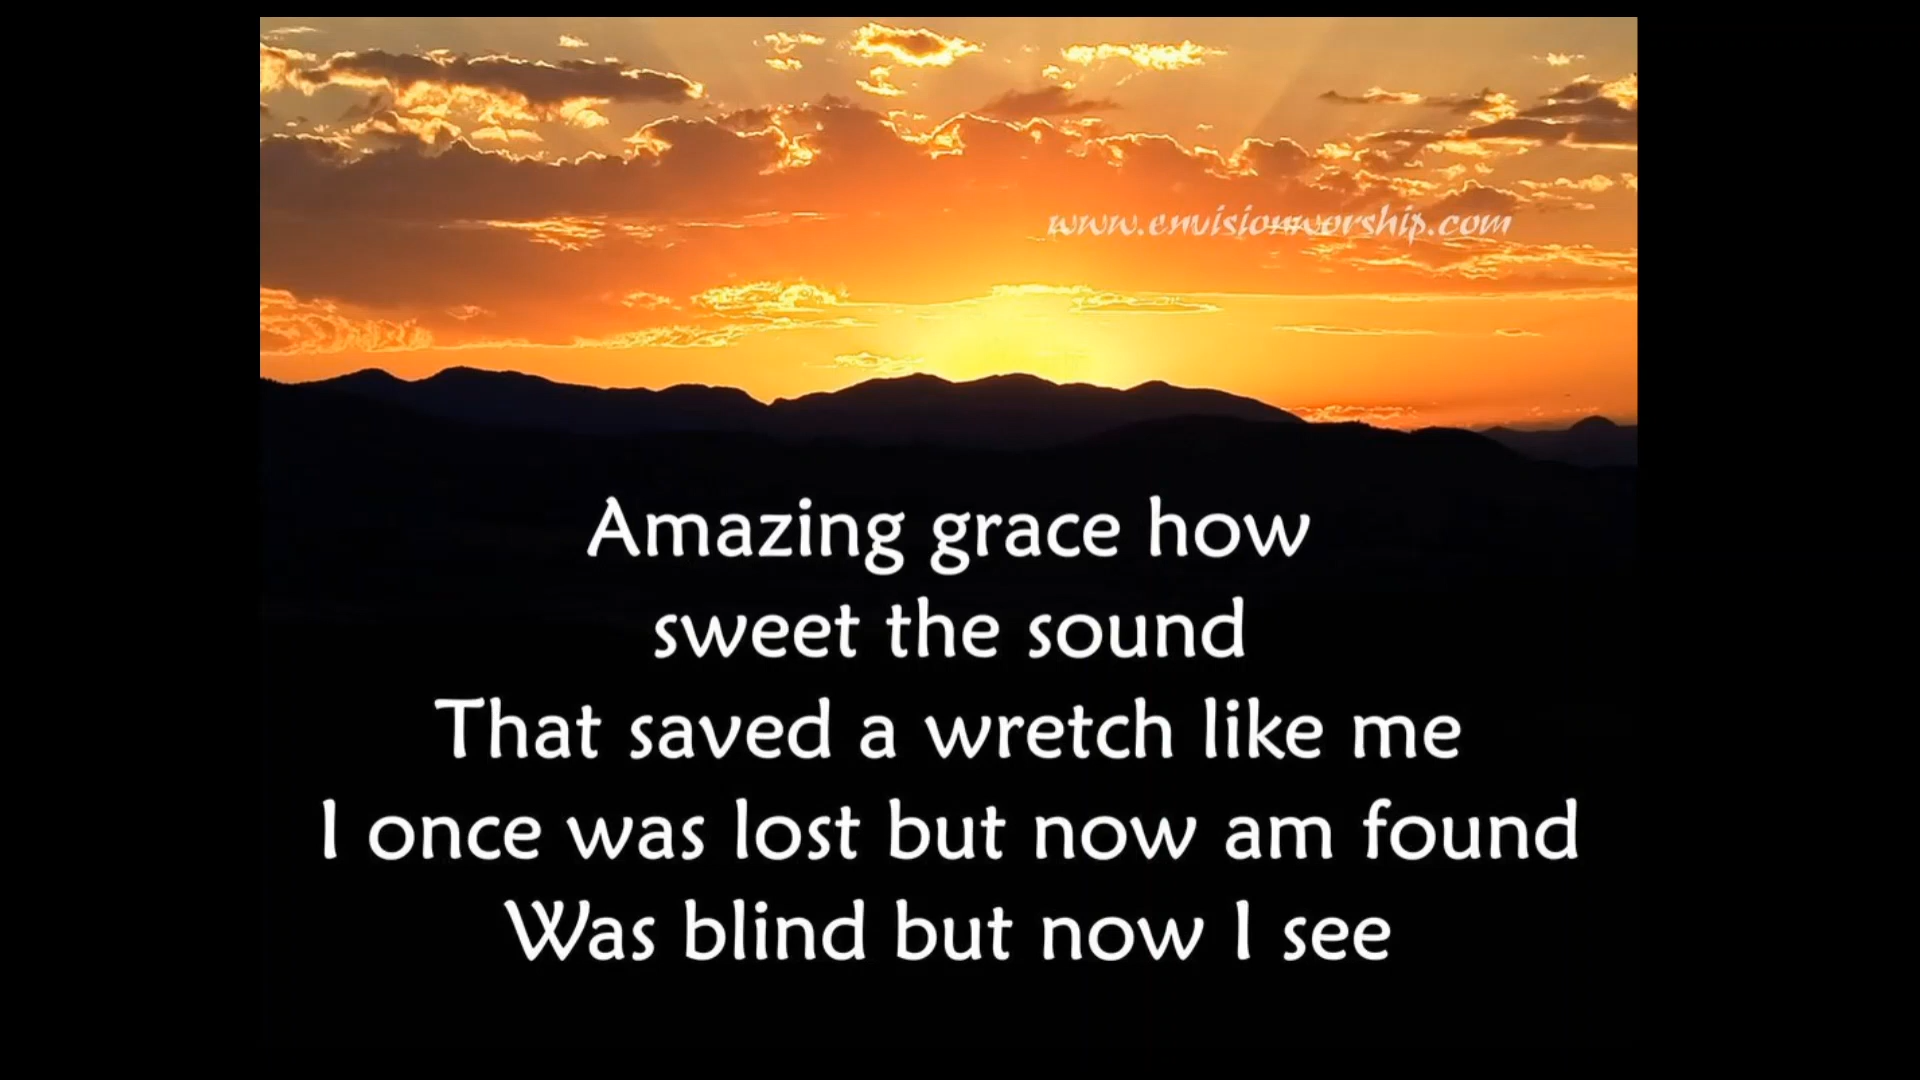 www.envisionworship.com
Amazing grace how
sweet the sound
That saved a wretch like me
I once was lost but now am found
Was blind but now I see